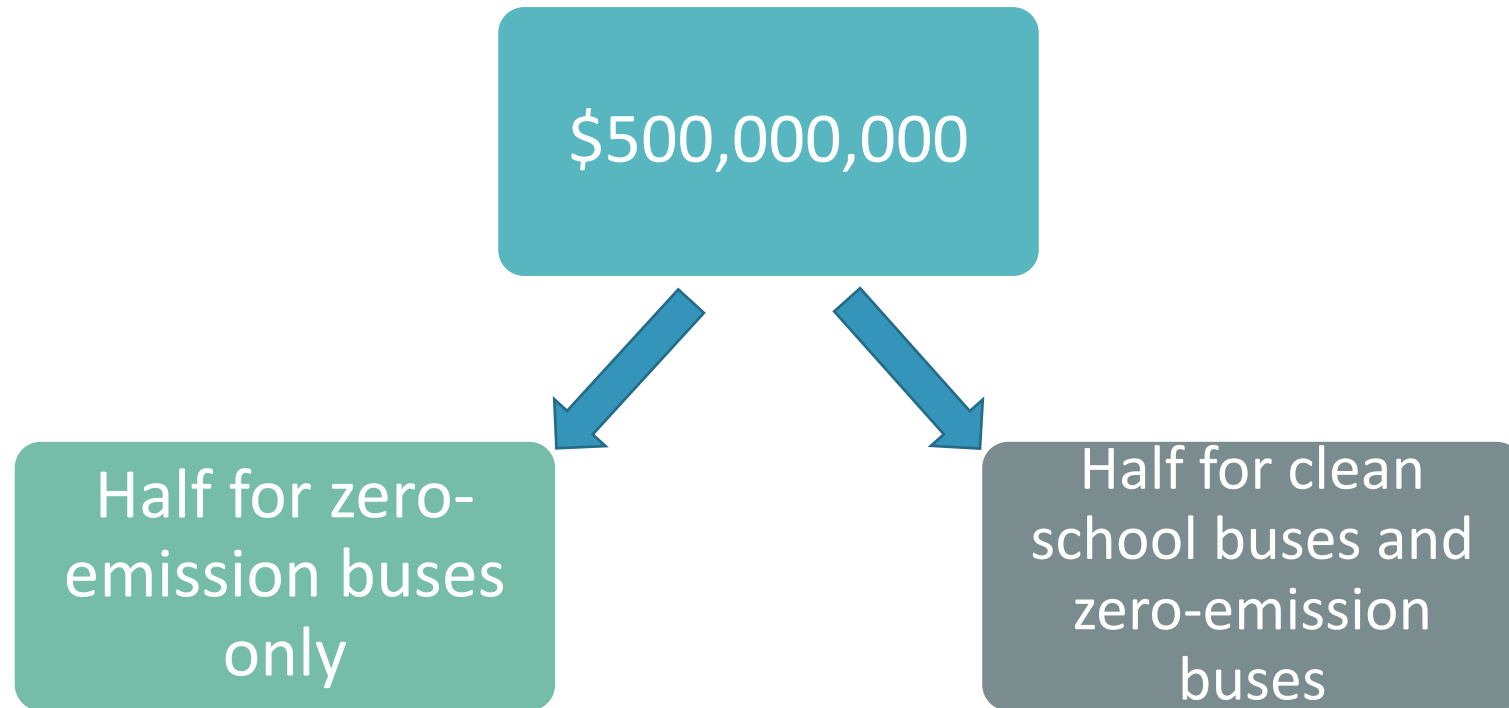 $500,000,000
Half for zero-
emission buses
only
Half for clean
school buses and
zero-emission
buses